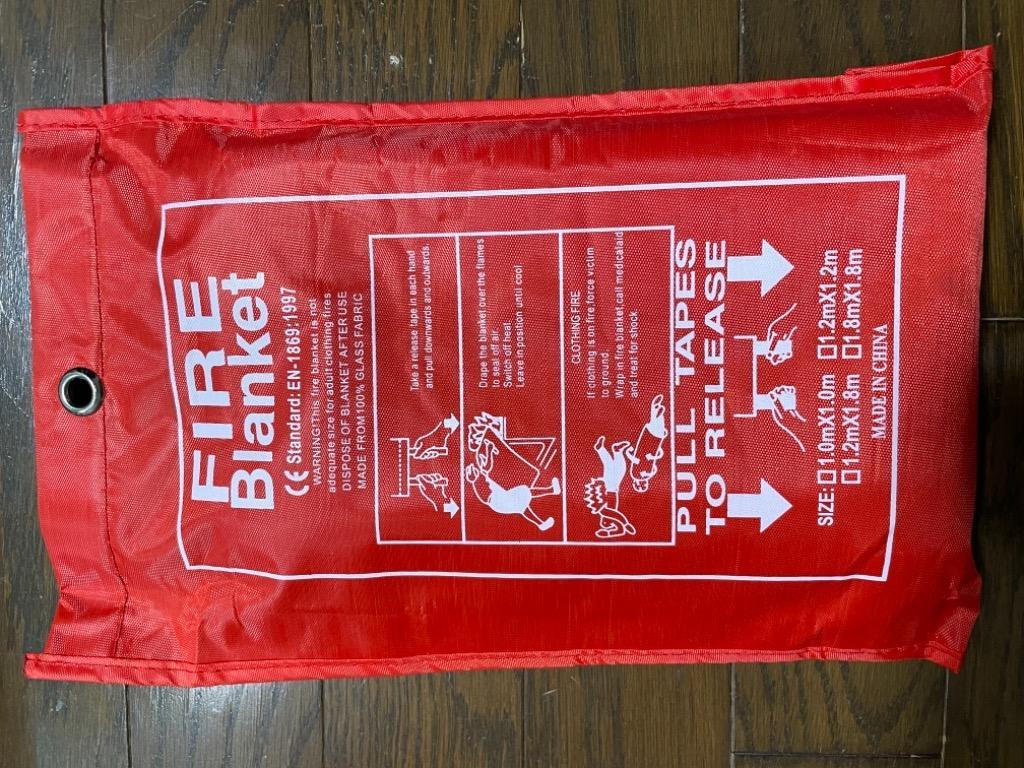 FIRE
Blanket
CE Standard: EN-1869:1997
WARNING!This fire blanket is not
adequate size for adult clothing fires
DISPOSE OF BLANKET AFTER USE
MADE FROM 100% GLASS FABRIC
Take a release tape in each hand
and pull downwards and outwards.
Drape the blanket over the flames
to seal off air.
Switch off heat
Leave in position until cool
CLOTHING FIRE
If clothing is on fire force victim
to ground.
Wrap in fire blanket,call medicalaid
and treat for shock.
PULL TAPES
TO RELEASE
SIZE:□1.0mX1.0m □1.2mX1.2m
□1.2mX1.8m □1.8mX1.8m
MADE IN CHINA